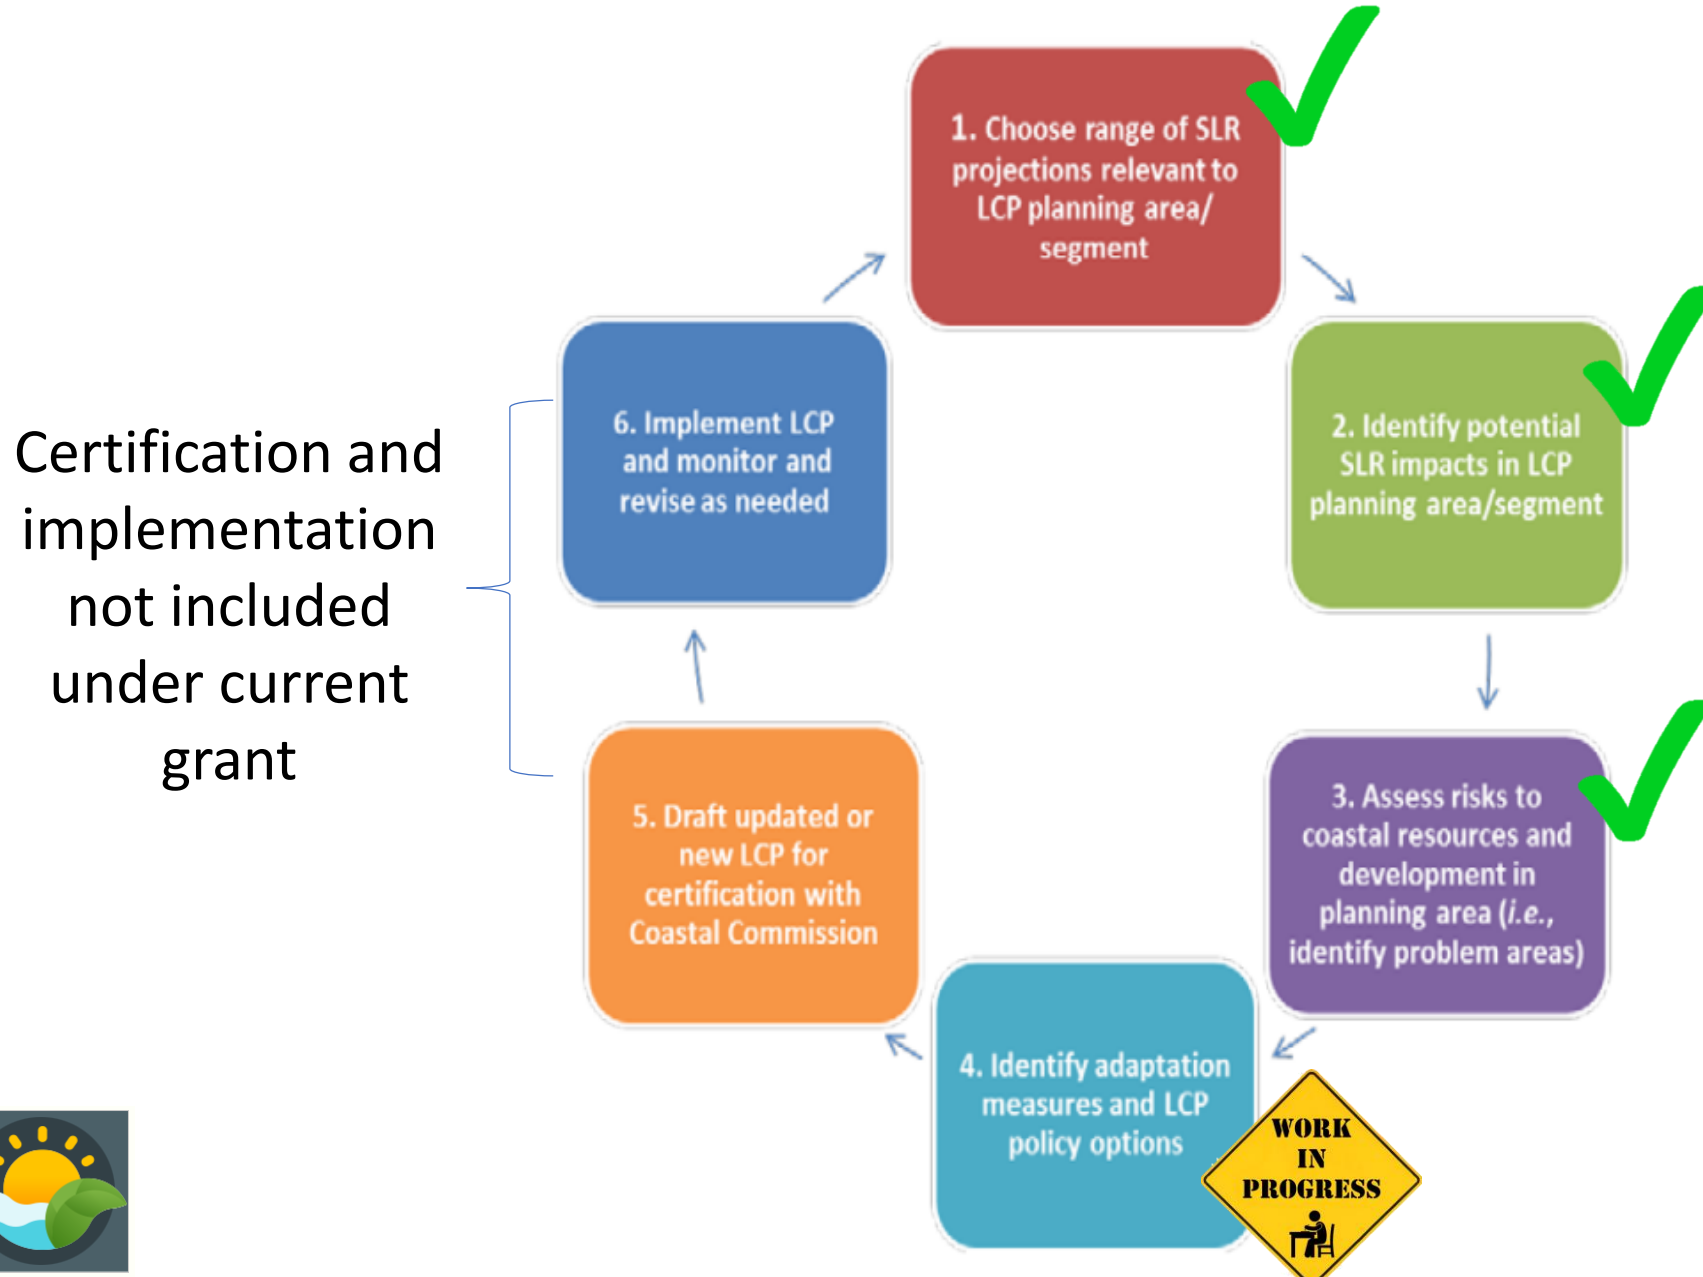 1. Choose range of SLR
projections relevant to
LCP planning area/
segment
2. Identify potential
SLR impacts in LCP
planning area/segment
3. Assess risks to
coastal resources and
development in
planning area (i.e.,
identify problem areas)
4. Identify adaptation
measures and LCP
policy options
WORK
IN
PROGRESS
5. Draft updated or
new LCP for
certification with
Coastal Commission
6. Implement LCP
and monitor and
revise as needed
Certification and
implementation
not included
under current
grant